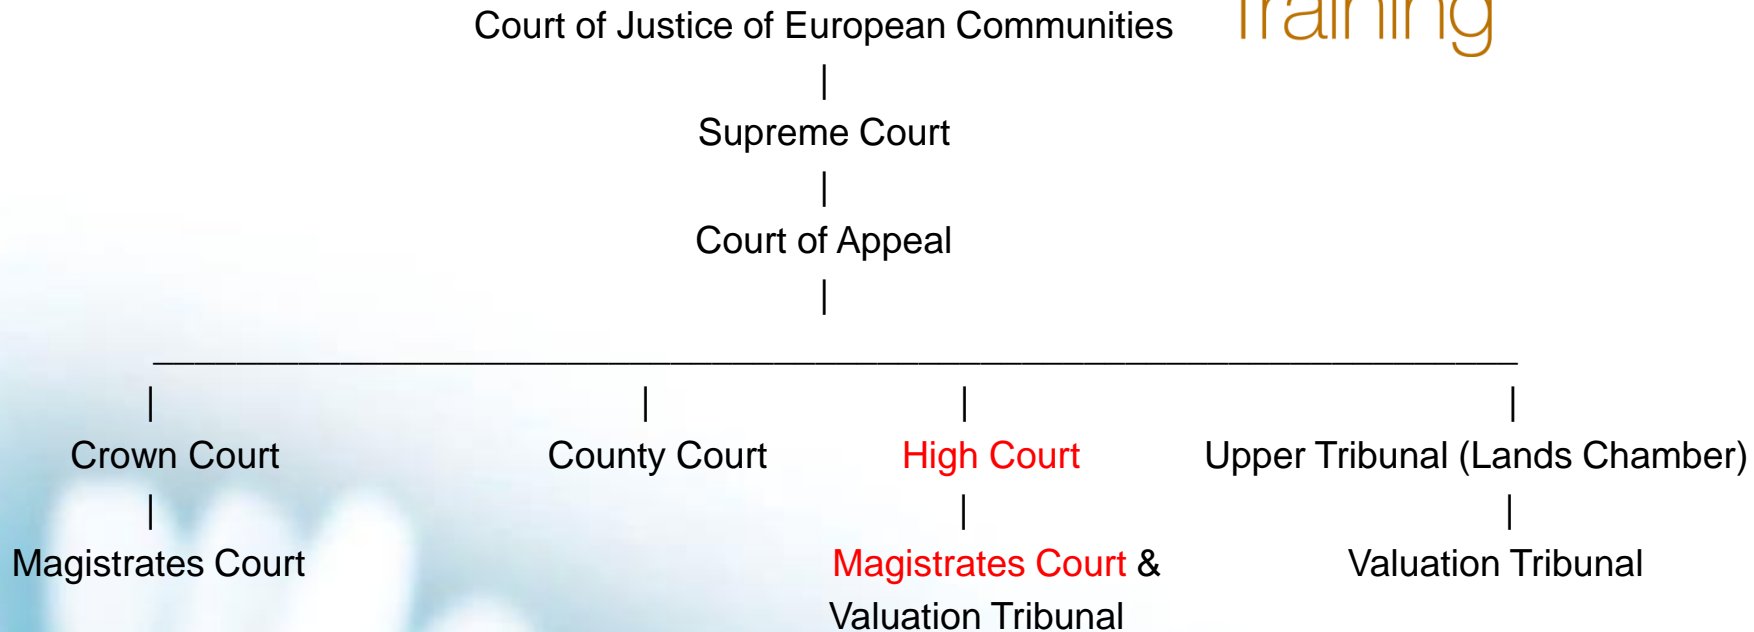 Training
Court of Justice of European Communities
|
Supreme Court
|
Court of Appeal
|
| | | |
Crown Court County Court High Court Upper Tribunal (Lands Chamber)
| | |
Magistrates Court Magistrates Court & Valuation Tribunal
Valuation Tribunal